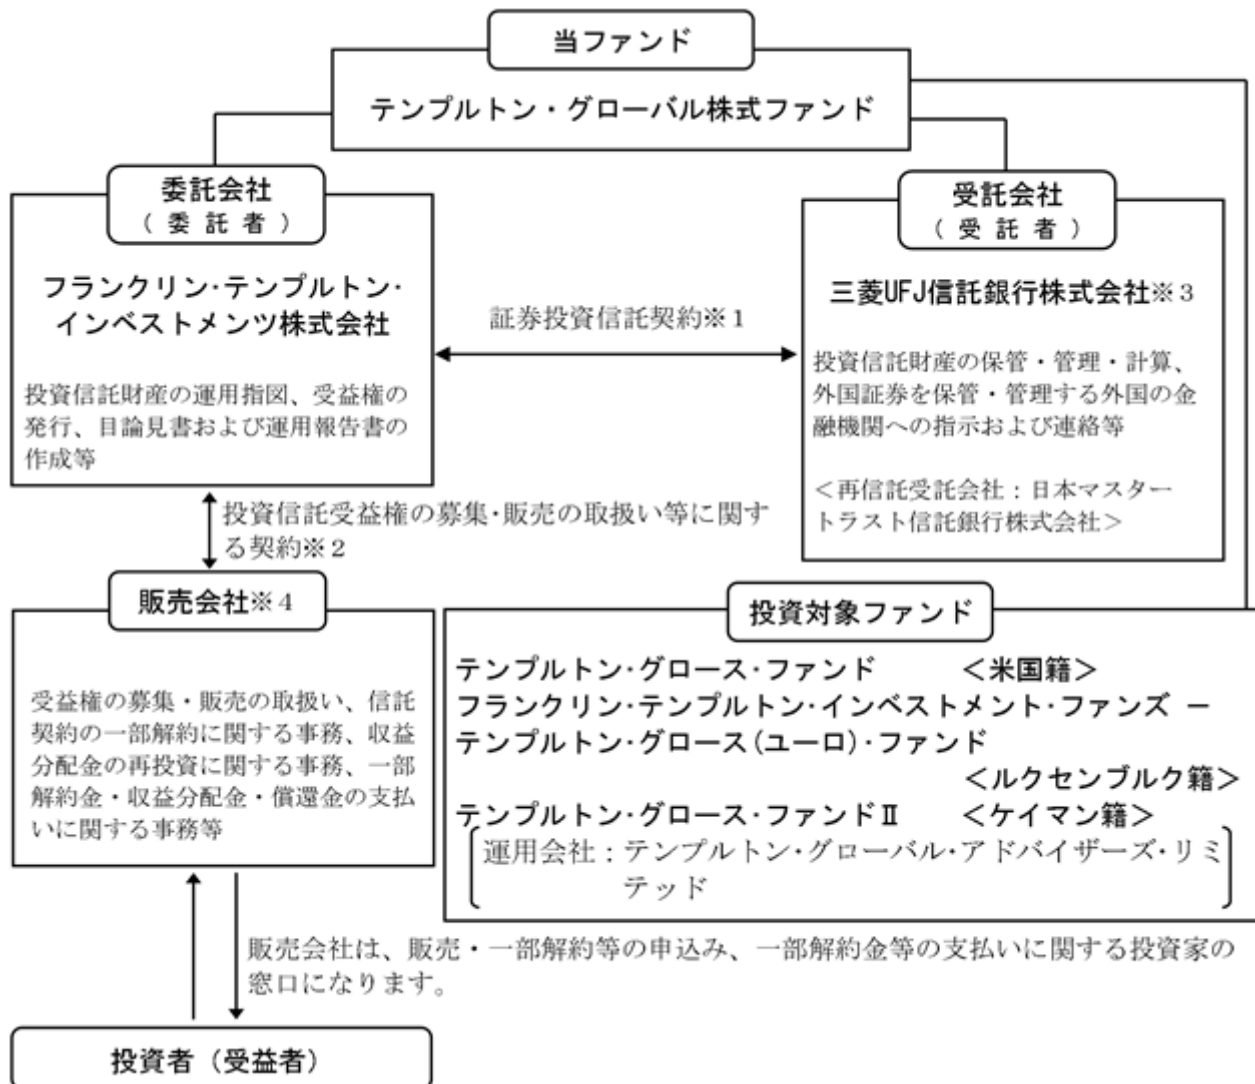 当ファンド
テンプルトン・グローバル株式ファンド
委託会社
（委託者）
フランクリン・テンプルトン・
インベストメンツ株式会社
投資信託財産の運用指図、受益権の
発行、目論見書および運用報告書の
作成等
証券投資信託契約※1
受託会社
（受託者）
三菱UFJ信託銀行株式会社※3
投資信託財産の保管・管理・計算、
外国証券を保管・管理する外国の金
融機関への指示および連絡等
＜再信託受託会社：日本マスター
トラスト信託銀行株式会社＞
投資信託受益権の募集・販売の取扱い等に関す
る契約※2
販売会社※4
受益権の募集・販売の取扱い、信託
契約の一部解約に関する事務、収益
分配金の再投資に関する事務、一部
解約金・収益分配金・償還金の支払
いに関する事務等
投資対象ファンド
テンプルトン・グロース・ファンド　＜米国籍＞
フランクリン・テンプルトン・インベストメント・ファンズ －
テンプルトン・グロース(ユーロ)・ファンド
＜ルクセンブルク籍＞
テンプルトン・グロース・ファンドⅡ　＜ケイマン籍＞
運用会社：テンプルトン・グローバル・アドバイザーズ・リミ
テッド
販売会社は、販売・一部解約等の申込み、一部解約金等の支払いに関する投資家の
窓口になります。
投資者（受益者）